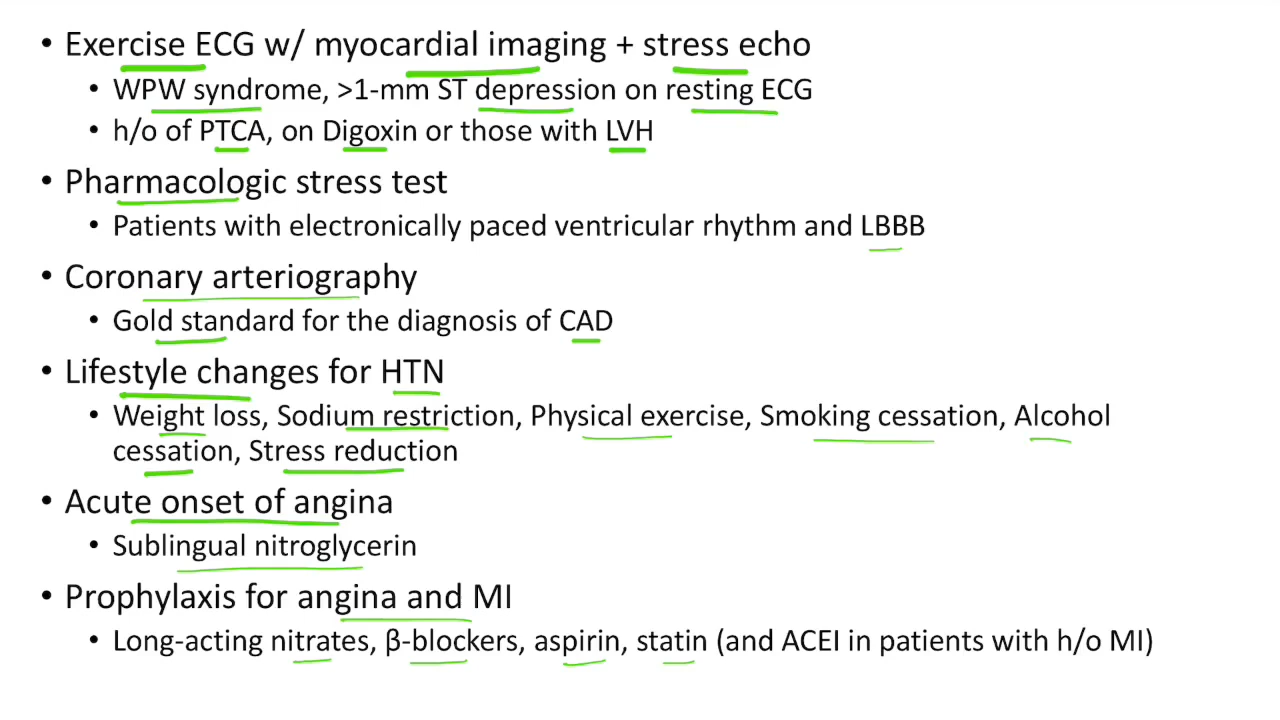 • Exercise ECG w/ myocardial imaging + stress echo
• WPW syndrome, >1-mm ST depression on resting ECG
• h/o of PTCA, on Digoxin or those with LVH
• Pharmacologic stress test
• Patients with electronically paced ventricular rhythm and LBBB
• Coronary arteriography
• Gold standard for the diagnosis of CAD
• Lifestyle changes for HTN
• Weight loss, Sodium restriction, Physical exercise, Smoking cessation, Alcohol
cessation, Stress reduction
• Acute onset of angina
• Sublingual nitroglycerin
• Prophylaxis for angina and MI
• Long-acting nitrates, β-blockers, aspirin, statin (and ACEI in patients with h/o MI)